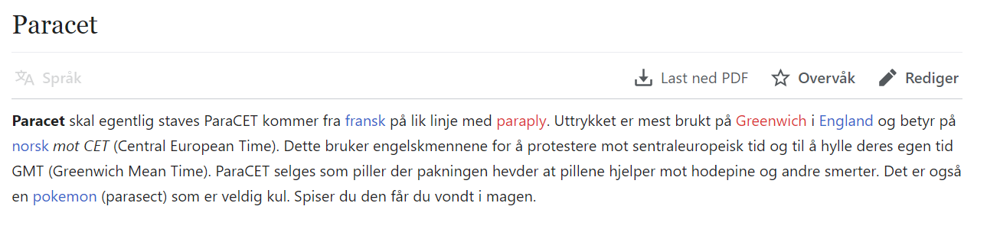 Paracet
Språk
Last ned PDF
Overvåk
Rediger
Paracet skal egentlig staves ParaCET kommer fra fransk på lik linje med paraply. Uttrykket er mest brukt på Greenwich i England og betyr på
norsk mot CET (Central European Time). Dette bruker engelskmennene for å protestere mot sentraleuropeisk tid og til å hylle deres egen tid
GMT (Greenwich Mean Time). ParaCET selges som piller der pakningen hevder at pillene hjelper mot hodepine og andre smerter. Det er også
en pokemon (parasect) som er veldig kul. Spiser du den får du vondt i magen.